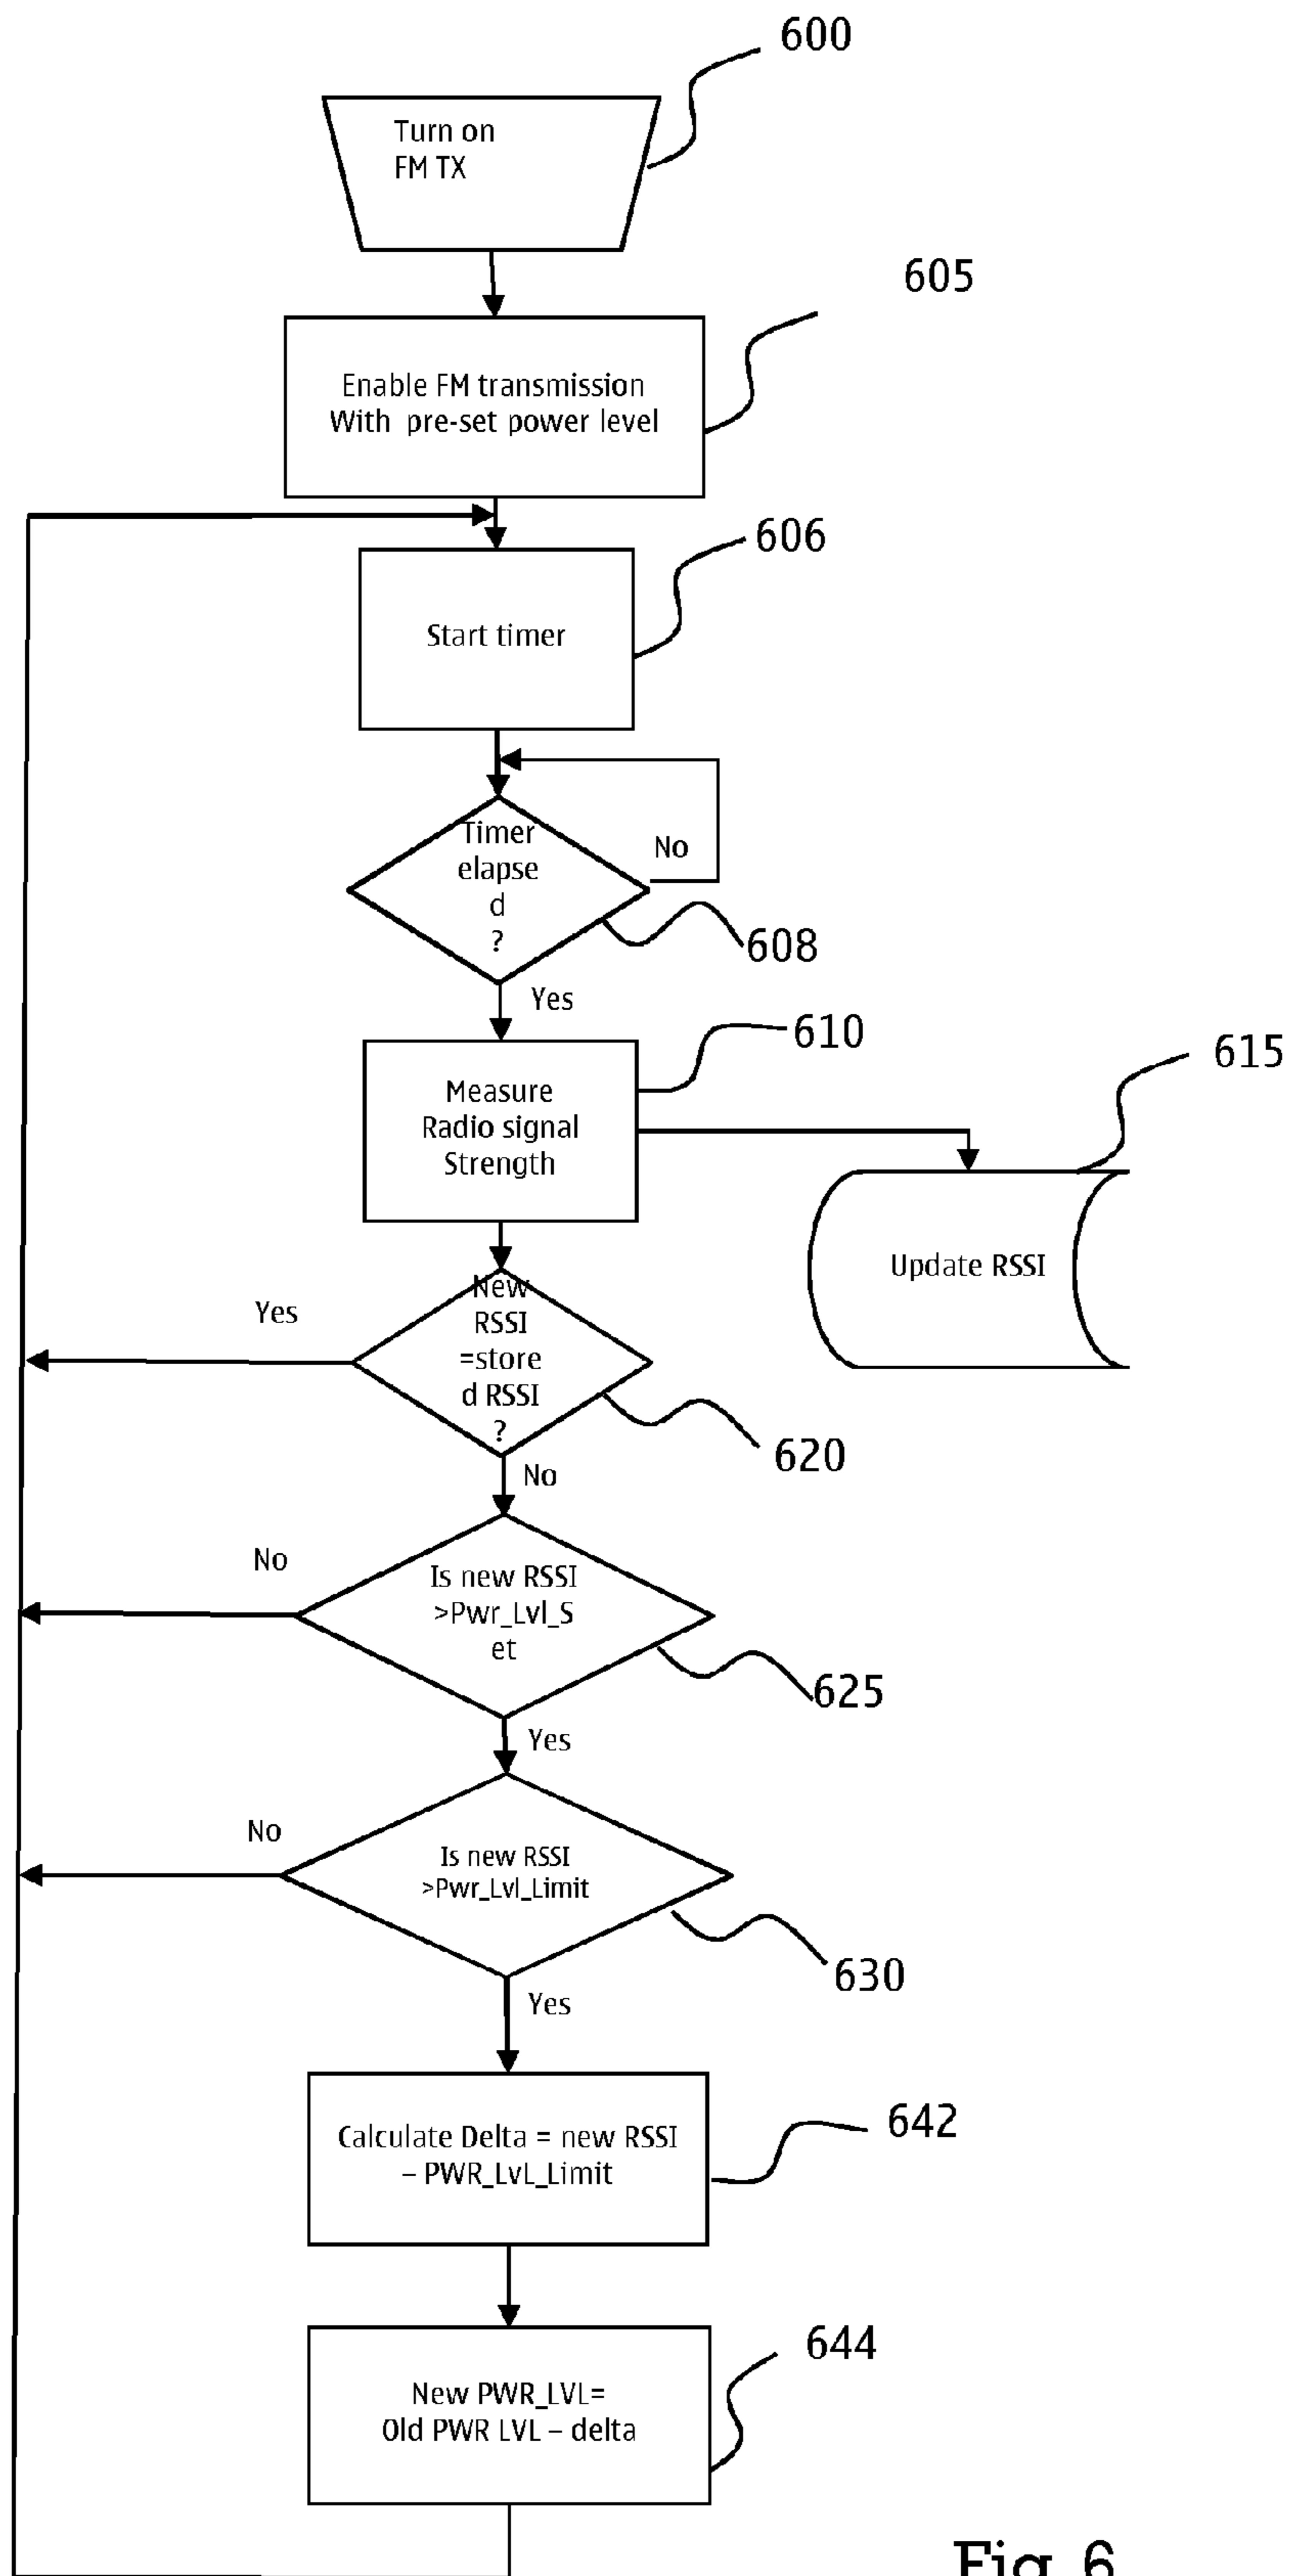 600
Turn on
FM TX
605
Enable FM transmission
With pre-set power level
606
Start timer
Timer
elapse
d
?
No
608
Yes
610
Measure
Radio signal
Strength
615
Update RSSI
New
RSSI
=store
d RSSI
?
Yes
620
No
Is new RSSI
>Pwr_Lvl_S
et
No
625
Yes
Is new RSSI
>Pwr_Lvl_Limit
No
630
Yes
Calculate Delta = new RSSI
– PWR_LvL_Limit
642
644
New PWR_LVL=
Old PWR LVL – delta
Fig 6